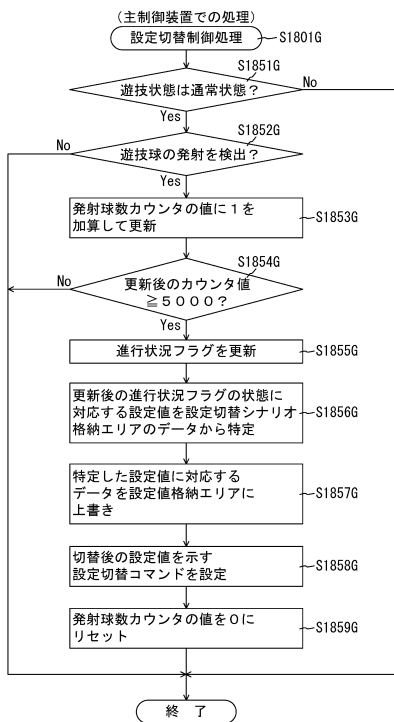 （主制御装置での処理）
設定切替制御処理
S1801G
S1851G
遊技状態は通常状態？
No
Yes
S1852G
No
遊技球の発射を検出？
Yes
発射球数カウンタの値に１を
加算して更新
S1853G
S1854G
No
更新後のカウンタ値
≧５０００？
Yes
進行状況フラグを更新
S1855G
更新後の進行状況フラグの状態に
対応する設定値を設定切替シナリオ
格納エリアのデータから特定
S1856G
特定した設定値に対応する
データを設定値格納エリアに
上書き
S1857G
切替後の設定値を示す
設定切替コマンドを設定
S1858G
発射球数カウンタの値を０に
リセット
S1859G
終 了